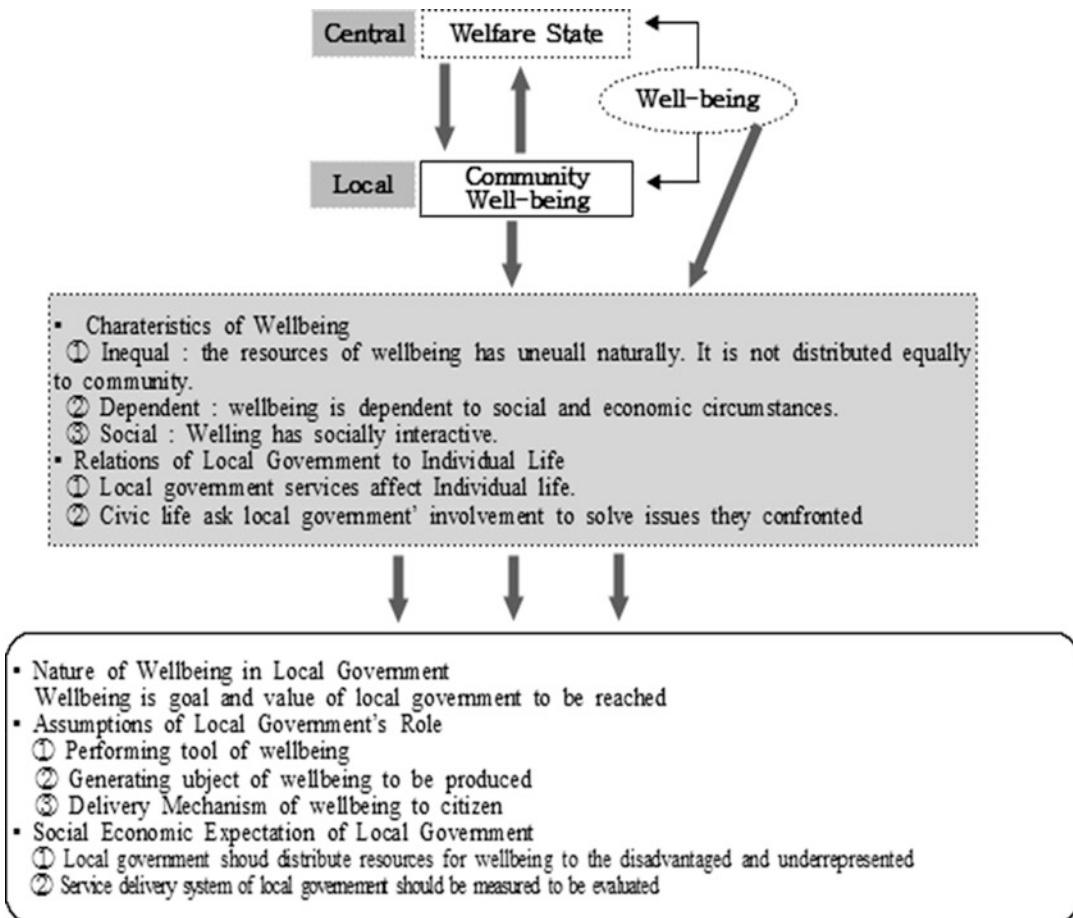 Central
Welfare State
Well-being
Local
Community
Well-being
▪ Charateristics of Wellbeing
① Inequal : the resources of wellbeing has uneuall naturally. It is not distributed equally
to community.
② Dependent : wellbeing is dependent to social and economic circumstances.
③ Social : Welling has socially interactive.
▪ Relations of Local Government to Individual Life
① Local government services affect Individual life.
② Civic life ask local government’ involvement to solve issues they confronted
▪ Nature of Wellbeing in Local Government
Wellbeing is goal and value of local government to be reached
▪ Assumptions of Local Government’s Role
① Performing tool of wellbeing
② Generating ubject of wellbeing to be produced
③ Delivery Mechanism of wellbeing to citizen
▪ Social Economic Expectation of Local Government
① Local government shoud distribute resources for wellbeing to the disadvantaged and underrepresented
② Service delivery system of local governement should be measured to be evaluated